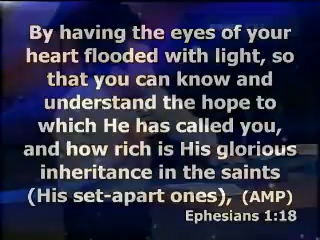 By having the eyes of your
heart flooded with light, so
that you can know and
understand the hope to
which He has called you,
and how rich is His glorious
inheritance in the saints
(His set-apart ones), (AMP)
Ephesians 1:18